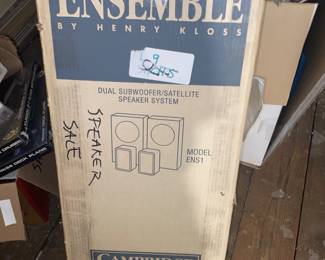 ENSEMBLE
BY HENRY KLOSS
DUAL SUBWOOFER/SATELLITE
SPEAKER SYSTEM
MODEL
ENS1
SPEAKER
SALE
CAMBRIDGE